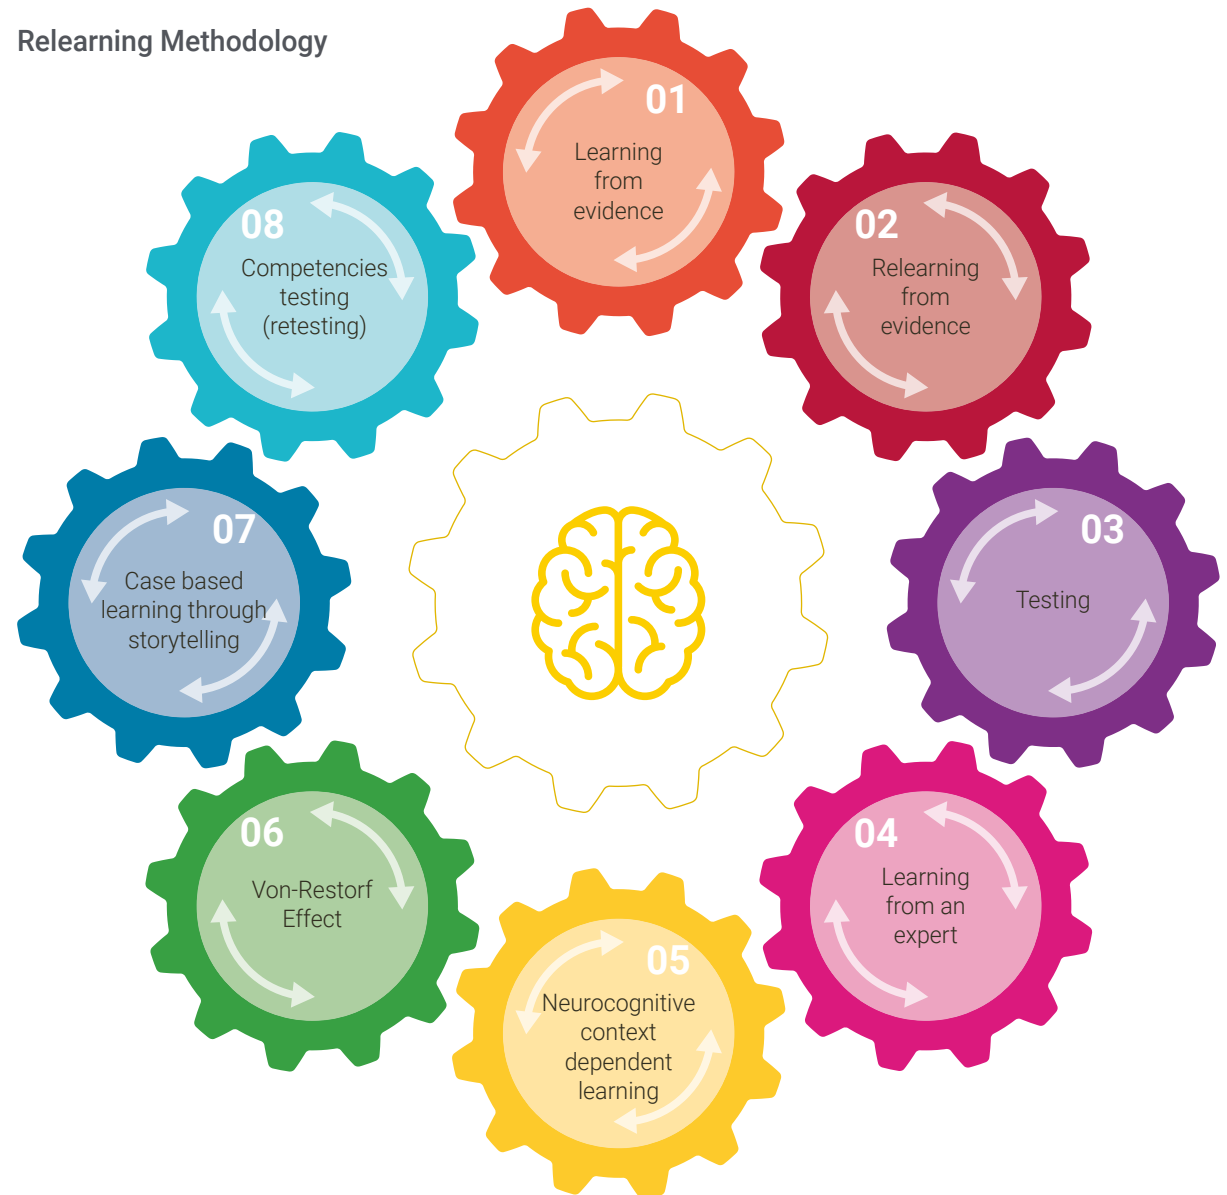 Relearning Methodology
01
Learning
from
evidence
02
Relearning
from
evidence
03
Testing
04
Learning
from an
expert
05
Neurocognitive
context
dependent
learning
06
Von-Restorf
Effect
07
Case based
learning through
storytelling
08
Competencies
testing
(retesting)